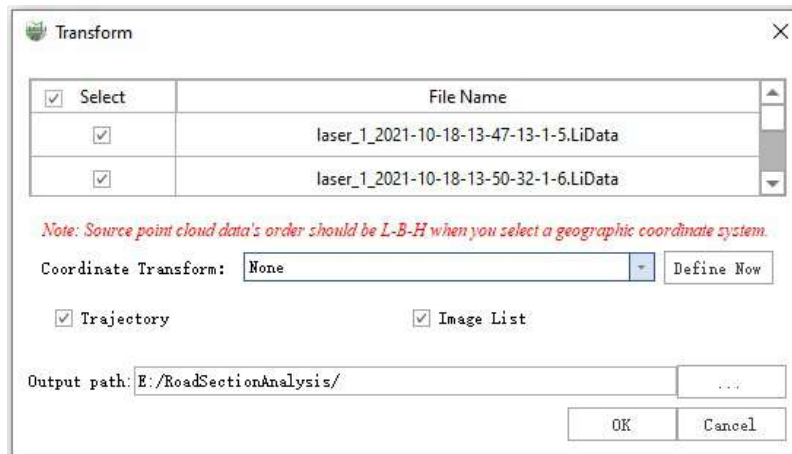 Transform
Select File Name
laser_1_2021-10-18-13-47-13-1-5.LiData
laser_1_2021-10-18-13-50-32-1-6.LiData
Note: Source point cloud data's order should be L-B-H when you select a geographic coordinate system.
Coordinate Transform: None Define Now
Trajectory Image List
Output path: E:/RoadSectionAnalysis/ ...
OK Cancel